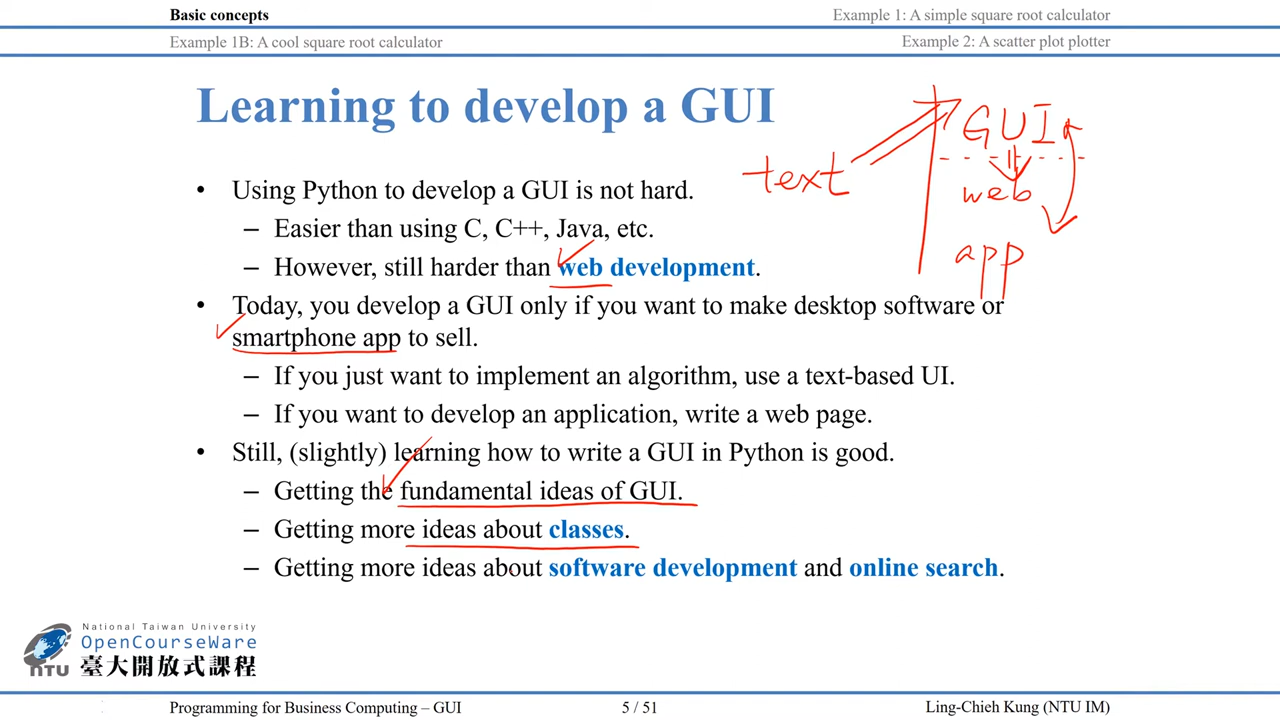 Basic concepts
Example 1: A simple square root calculator
Example 1B: A cool square root calculator
Example 2: A scatter plot plotter
Learning to develop a GUI
GUI
text
web
app
• Using Python to develop a GUI is not hard.
– Easier than using C, C++, Java, etc.
– However, still harder than web development.
• Today, you develop a GUI only if you want to make desktop software or
smartphone app to sell.
– If you just want to implement an algorithm, use a text-based UI.
– If you want to develop an application, write a web page.
• Still, (slightly) learning how to write a GUI in Python is good.
– Getting the fundamental ideas of GUI.
– Getting more ideas about classes.
– Getting more ideas about software development and online search.
National Taiwan University
OpenCourseWare
NTU 臺大開放式課程
Programming for Business Computing – GUI
5 / 51
Ling-Chieh Kung (NTU IM)